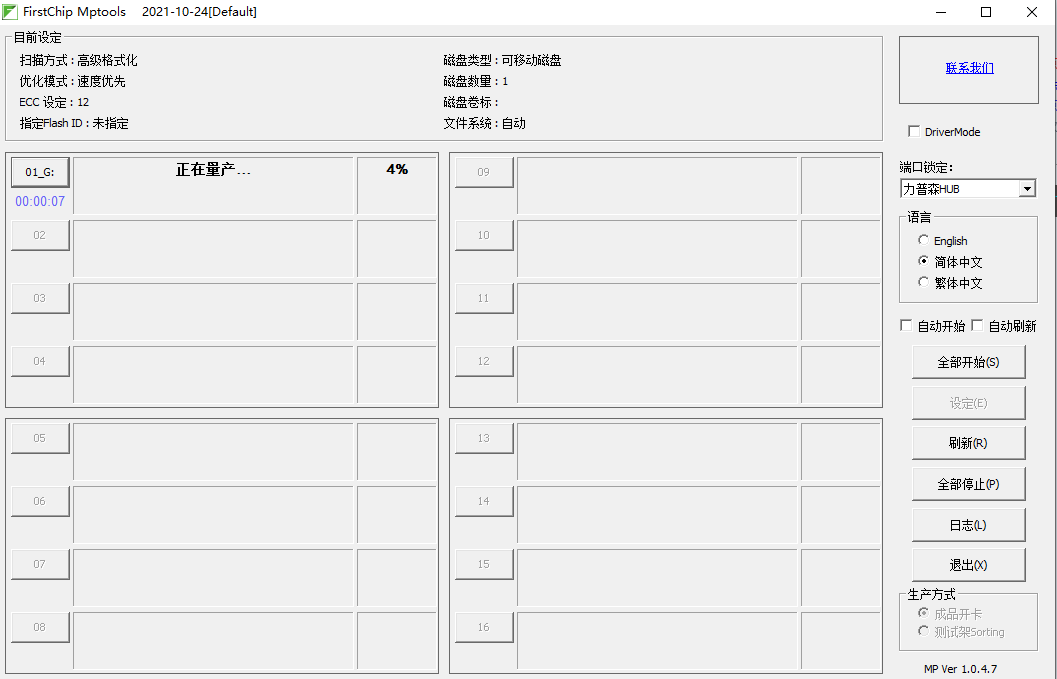 FirstChip Mptools 2021-10-24[Default]
目前设定
扫描方式 : 高级格式化
优化模式 : 速度优先
ECC 设定 : 12
指定Flash ID : 未指定
磁盘类型 : 可移动磁盘
磁盘数量 : 1
磁盘卷标 :
文件系统 : 自动
联系我们
DriverMode
端口锁定:
力普森HUB
语言
English
简体中文
繁体中文
自动开始 自动刷新
全部开始(S)
设定(E)
刷新(R)
全部停止(P)
日志(L)
退出(X)
生产方式
成品开卡
测试架Sorting
MP Ver 1.0.4.7
01_G: 正在量产... 4%
00:00:07
02
03
04
05
06
07
08
09
10
11
12
13
14
15
16